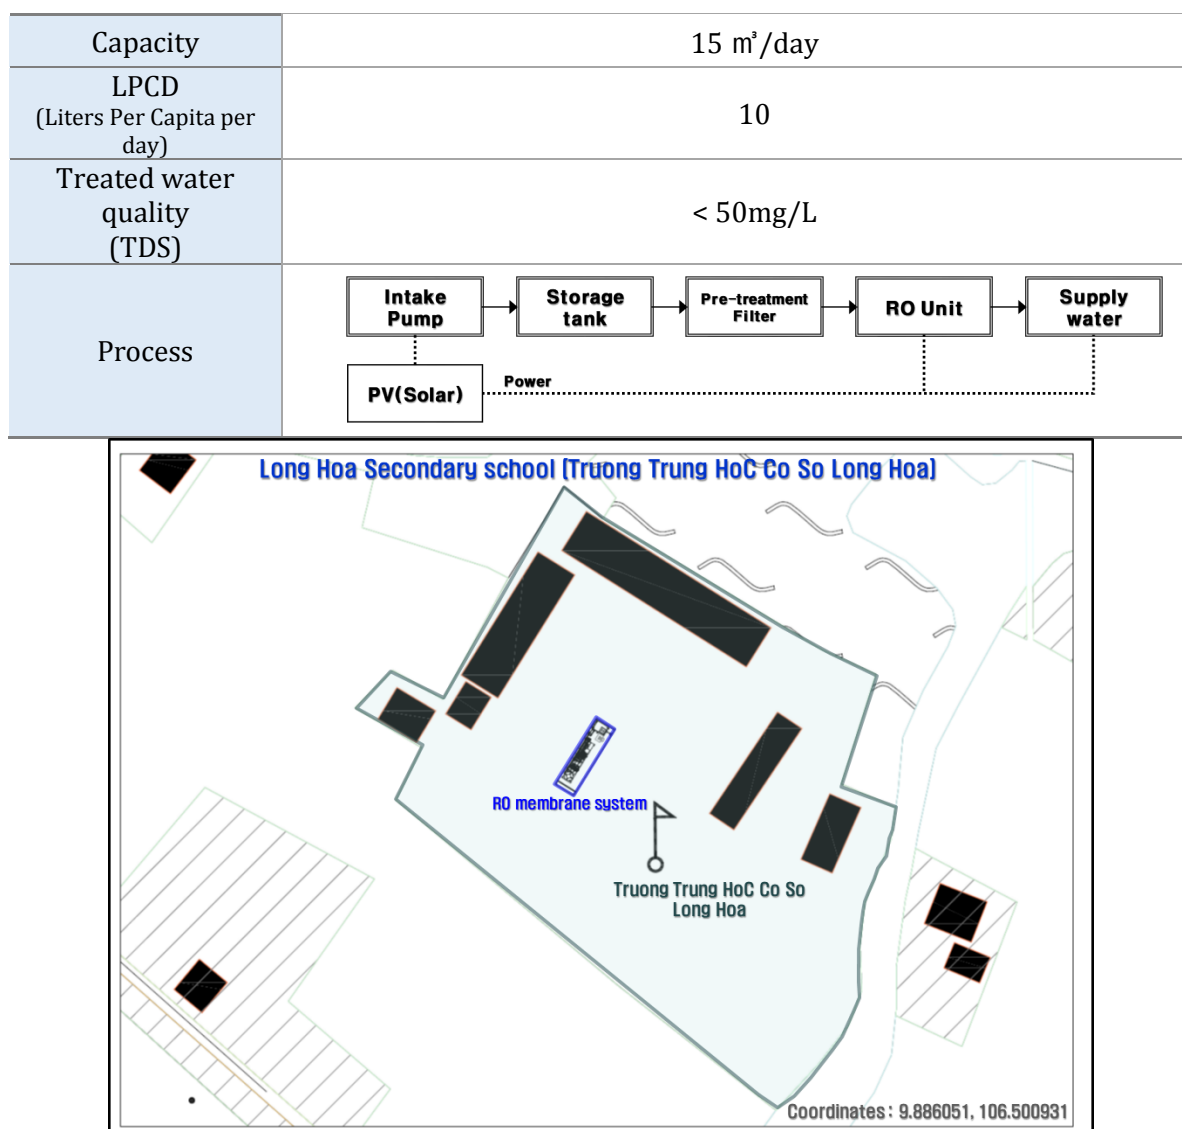 Capacity
15 ㎥/day
LPCD
(Liters Per Capita per
day)
10
Treated water
quality
(TDS)
< 50mg/L
Process
Intake
Pump
Storage
tank
Pre-treatment
Filter
RO Unit
Supply
water
PV(Solar)
Power
Long Hoa Secondary school (Truong Trung HoC Co So Long Hoa)
RO membrane system
Truong Trung HoC Co So
Long Hoa
Coordinates : 9.886051, 106.500931